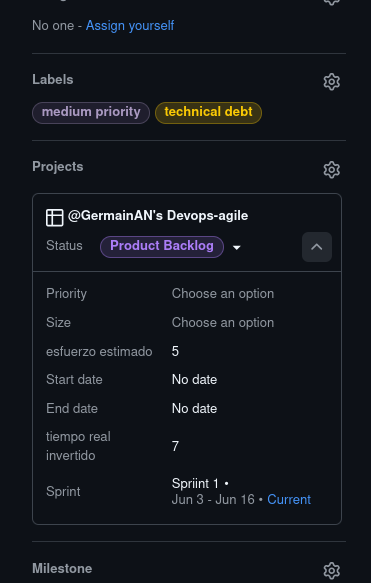 No one - Assign yourself
Labels
medium priority technical debt
Projects
@GermainAN's Devops-agile
Status Product Backlog
Priority Choose an option
Size Choose an option
esfuerzo estimado 5
Start date No date
End date No date
tiempo real
invertido 7
Sprint Spriint 1 •
Jun 3 - Jun 16 • Current
Milestone